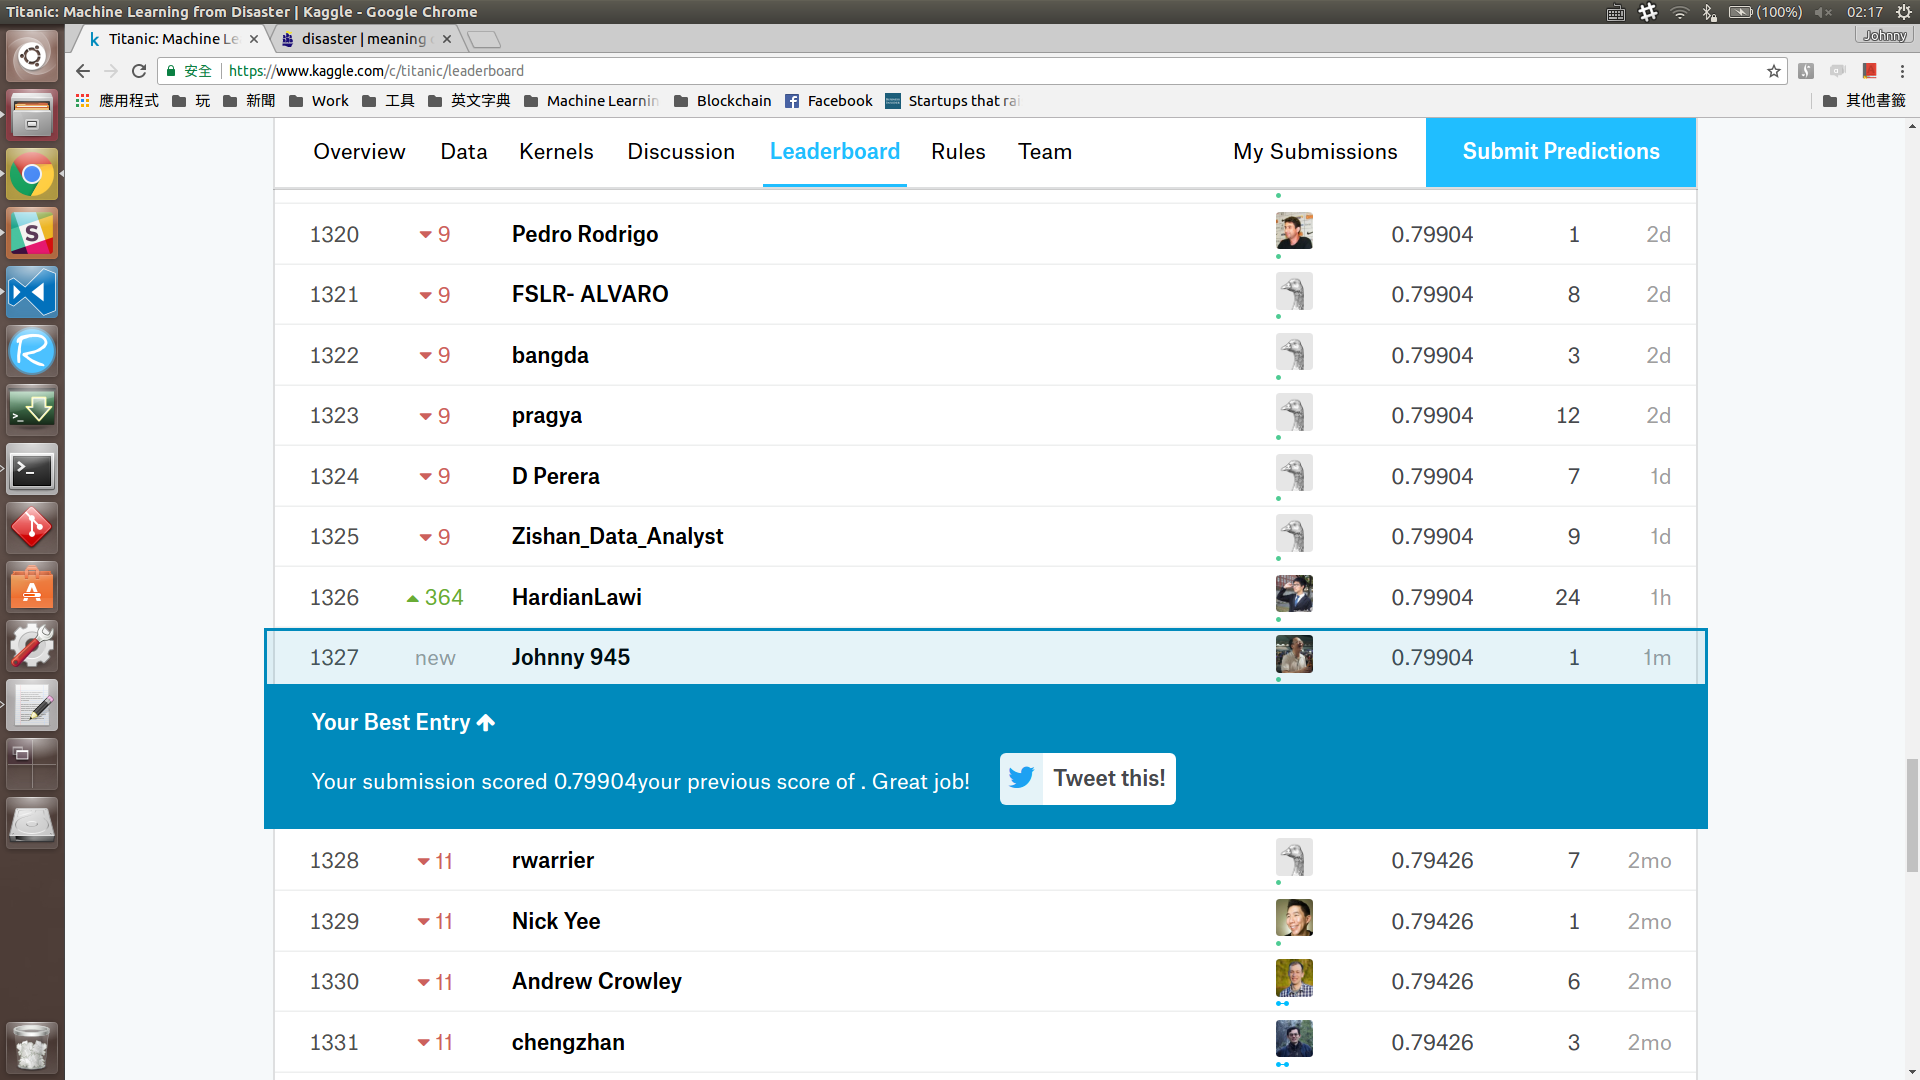 Titanic: Machine Learning from Disaster | Kaggle - Google Chrome
(100%) 02:17
Titanic: Machine Le
disaster | meaning
Johnny
安全 https://www.kaggle.com/c/titanic/leaderboard
應用程式 玩 新聞 Work 工具 英文字典 Machine Learnin Blockchain Facebook Startups that rai 其他書籤
Overview Data Kernels Discussion Leaderboard Rules Team My Submissions Submit Predictions
1320 9 Pedro Rodrigo 0.79904 1 2d
1321 9 FSLR- ALVARO 0.79904 8 2d
1322 9 bangda 0.79904 3 2d
1323 9 pragya 0.79904 12 2d
1324 9 D Perera 0.79904 7 1d
1325 9 Zishan_Data_Analyst 0.79904 9 1d
1326 364 HardianLawi 0.79904 24 1h
1327 new Johnny 945 0.79904 1 1m
Your Best Entry
Your submission scored 0.79904your previous score of . Great job! Tweet this!
1328 11 rwarrier 0.79426 7 2mo
1329 11 Nick Yee 0.79426 1 2mo
1330 11 Andrew Crowley 0.79426 6 2mo
1331 11 chengzhan 0.79426 3 2mo